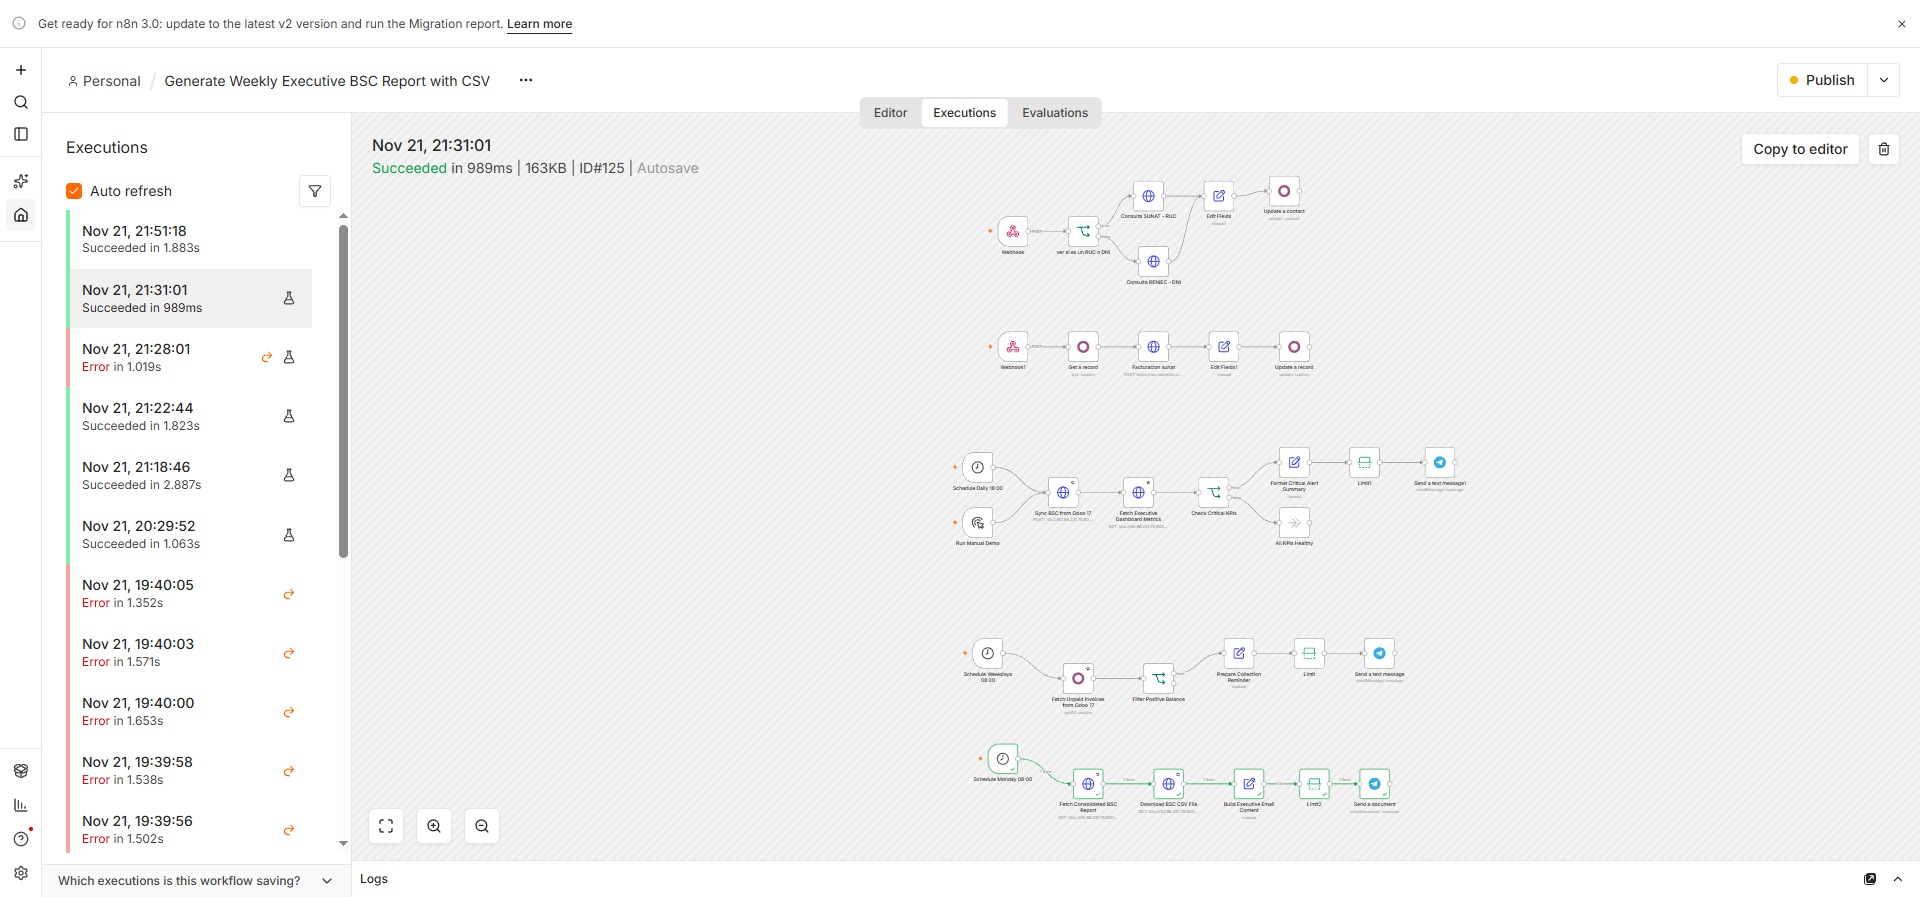 Get ready for n8n 3.0: update to the latest v2 version and run the Migration report. Learn more
Personal / Generate Weekly Executive BSC Report with CSV
Publish
Editor
Executions
Evaluations
Executions
Auto refresh
Nov 21, 21:51:18
Succeeded in 1.883s
Nov 21, 21:31:01
Succeeded in 989ms
Nov 21, 21:28:01
Error in 1.019s
Nov 21, 21:22:44
Succeeded in 1.823s
Nov 21, 21:18:46
Succeeded in 2.887s
Nov 21, 20:29:52
Succeeded in 1.063s
Nov 21, 19:40:05
Error in 1.352s
Nov 21, 19:40:03
Error in 1.571s
Nov 21, 19:40:00
Error in 1.653s
Nov 21, 19:39:58
Error in 1.538s
Nov 21, 19:39:56
Error in 1.502s
Which executions is this workflow saving?
Nov 21, 21:31:01
Succeeded in 989ms | 163KB | ID#125 | Autosave
Copy to editor
Webhook
ver si es un RUC o DNI
Consulta SUNAT - RUC
Consulta RENIEC - DNI
Edit Fields
Update a contact
Webhook1
Get a record
Facturación sunat
Edit Fields1
Update a record
Schedule Daily 18:00
Run Manual Demo
Sync BSC from Odoo 17
Fetch Executive
Dashboard Metrics
Check Critical KPIs
Format Critical Alert
Summary
Limit1
Send a text message1
All KPIs Healthy
Schedule Weekdays
Fetch Unpaid Invoices
from Odoo 17
Filter Positive Balance
Prepare Collection
Reminder
Limit
Send a text message
Schedule Monday 08:00
Fetch Consolidated BSC
Report
Download BSC CSV File
Build Executive Email
Content
Limit2
Send a document
Logs